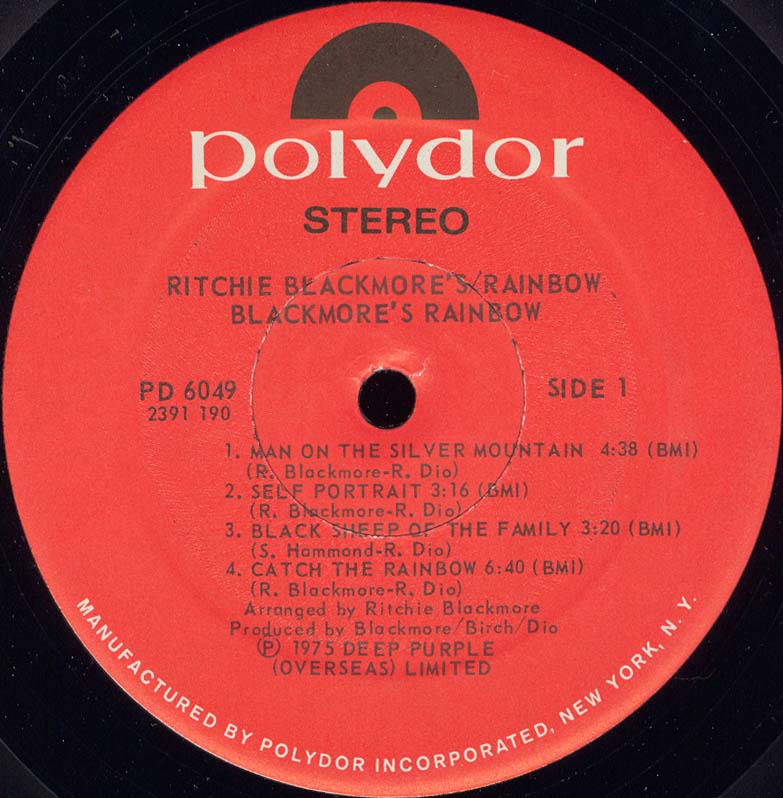 polydor
STEREO
RITCHIE BLACKMORE'S/RAINBOW
BLACKMORE'S RAINBOW
PD 6049
2391 190
SIDE 1
1. MAN ON THE SILVER MOUNTAIN 4:38 (BMI)
(R. Blackmore-R. Dio)
2. SELF PORTRAIT 3:16 (BMI)
(R. Blackmore-R. Dio)
3. BLACK SHEEP OF THE FAMILY 3:20 (BMI)
(S. Hammond-R. Dio)
4. CATCH THE RAINBOW 6:40 (BMI)
(R. Blackmore-R. Dio)
Arranged by Ritchie Blackmore
Produced by Blackmore/Birch/Dio
Ⓟ 1975 DEEP PURPLE
(OVERSEAS) LIMITED
MANUFACTURED BY POLYDOR INCORPORATED, NEW YORK, N. Y.